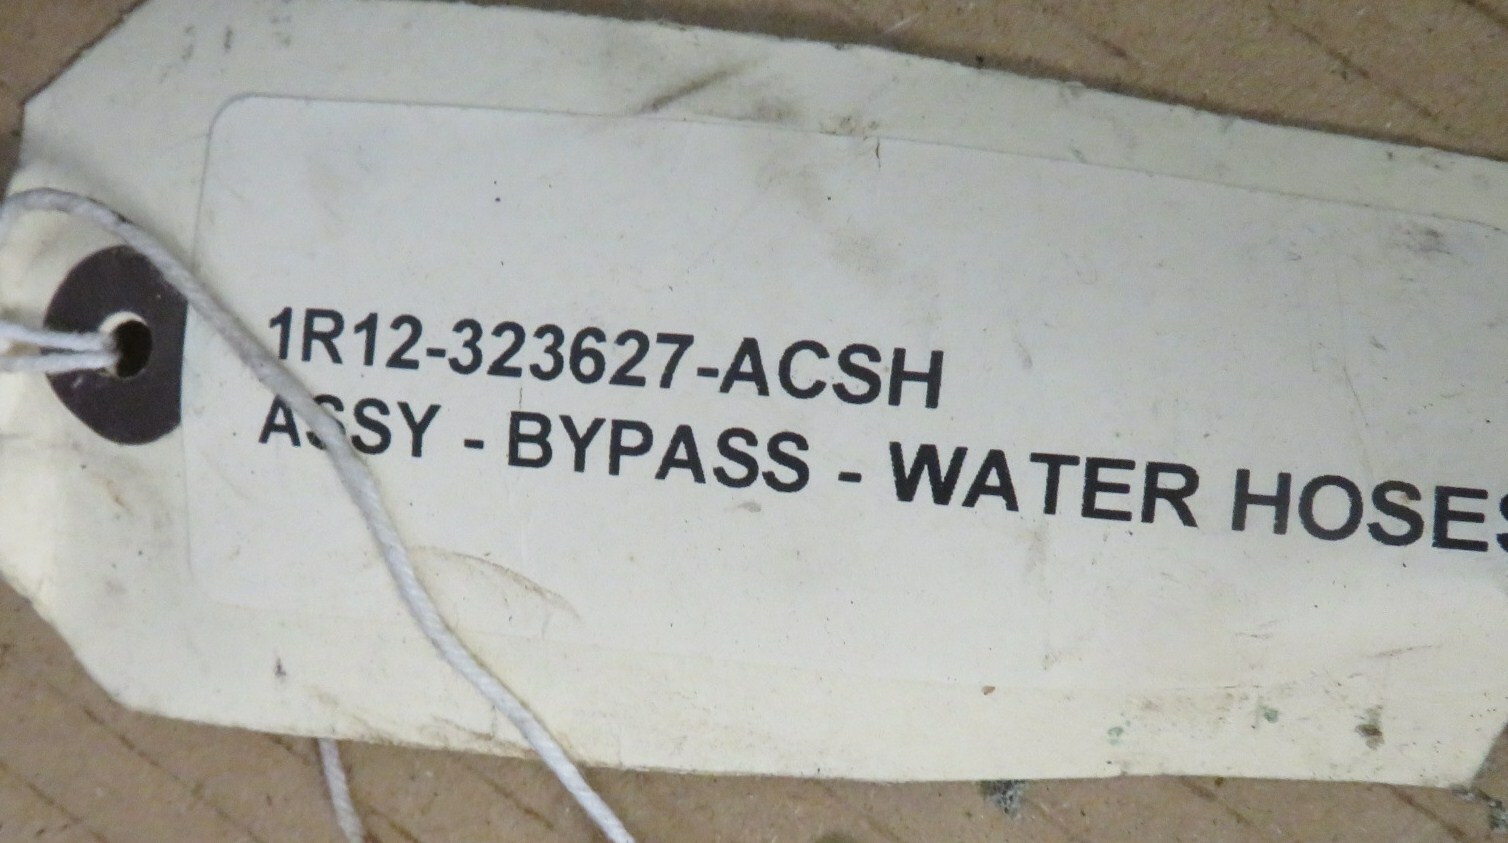 1R12-323627-ACSH
ASSY - BYPASS - WATER HOSES